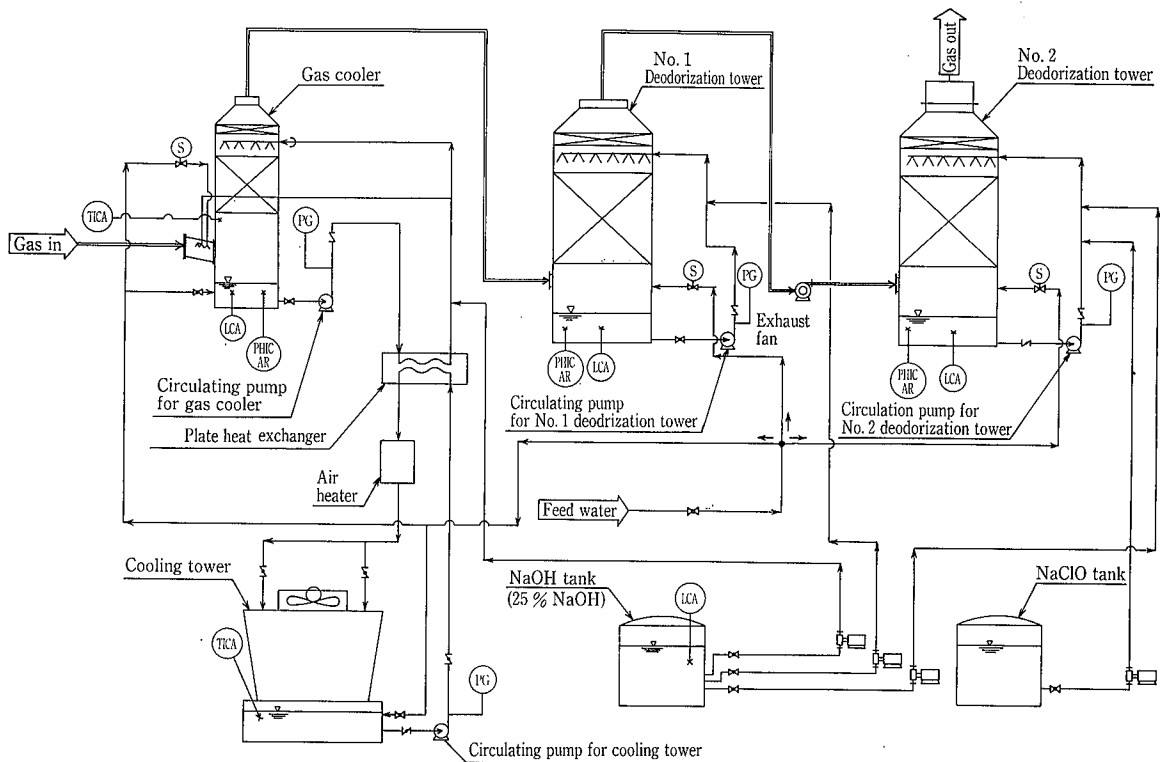 Gas out
No. 1
Deodorization tower
No. 2
Deodorization tower
Gas cooler
S
TICA
PG
Gas in
S
PG
S
PG
LCA
PHIC
AR
Exhaust
fan
PHIC
AR
LCA
PHIC
AR
LCA
Circulating pump
for gas cooler
Circulating pump
for No. 1 deodrization tower
Circulation pump for
No. 2 deodorization tower
Plate heat exchanger
Air
heater
Feed water
Cooling tower
NaOH tank
(25 % NaOH)
LCA
NaClO tank
TICA
PG
Circulating pump for cooling tower